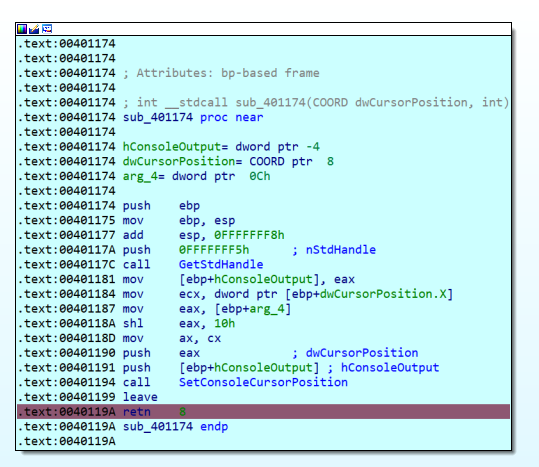 .text:00401174
.text:00401174
.text:00401174 ; Attributes: bp-based frame
.text:00401174
.text:00401174 ; int __stdcall sub_401174(COORD dwCursorPosition, int)
.text:00401174 sub_401174 proc near
.text:00401174
.text:00401174 hConsoleOutput= dword ptr -4
.text:00401174 dwCursorPosition= COORD ptr  8
.text:00401174 arg_4= dword ptr  0Ch
.text:00401174
.text:00401174 push    ebp
.text:00401175 mov     ebp, esp
.text:00401177 add     esp, 0FFFFFFF8h
.text:0040117A push    0FFFFFFF5h      ; nStdHandle
.text:0040117C call    GetStdHandle
.text:00401181 mov     [ebp+hConsoleOutput], eax
.text:00401184 mov     ecx, dword ptr [ebp+dwCursorPosition.X]
.text:00401187 mov     eax, [ebp+arg_4]
.text:0040118A shl     eax, 10h
.text:0040118D mov     ax, cx
.text:00401190 push    eax             ; dwCursorPosition
.text:00401191 push    [ebp+hConsoleOutput] ; hConsoleOutput
.text:00401194 call    SetConsoleCursorPosition
.text:00401199 leave
.text:0040119A retn    8
.text:0040119A sub_401174 endp
.text:0040119A